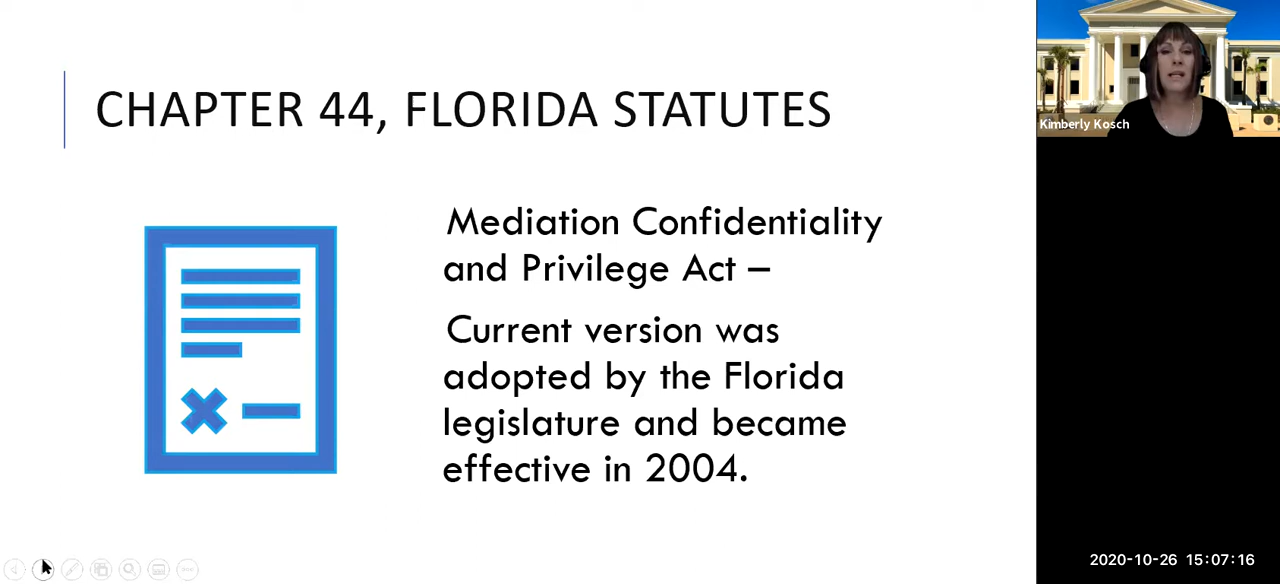 CHAPTER 44, FLORIDA STATUTES
Mediation Confidentiality
and Privilege Act –
Current version was
adopted by the Florida
legislature and became
effective in 2004.
Kimberly Kosch
2020-10-26 15:07:16